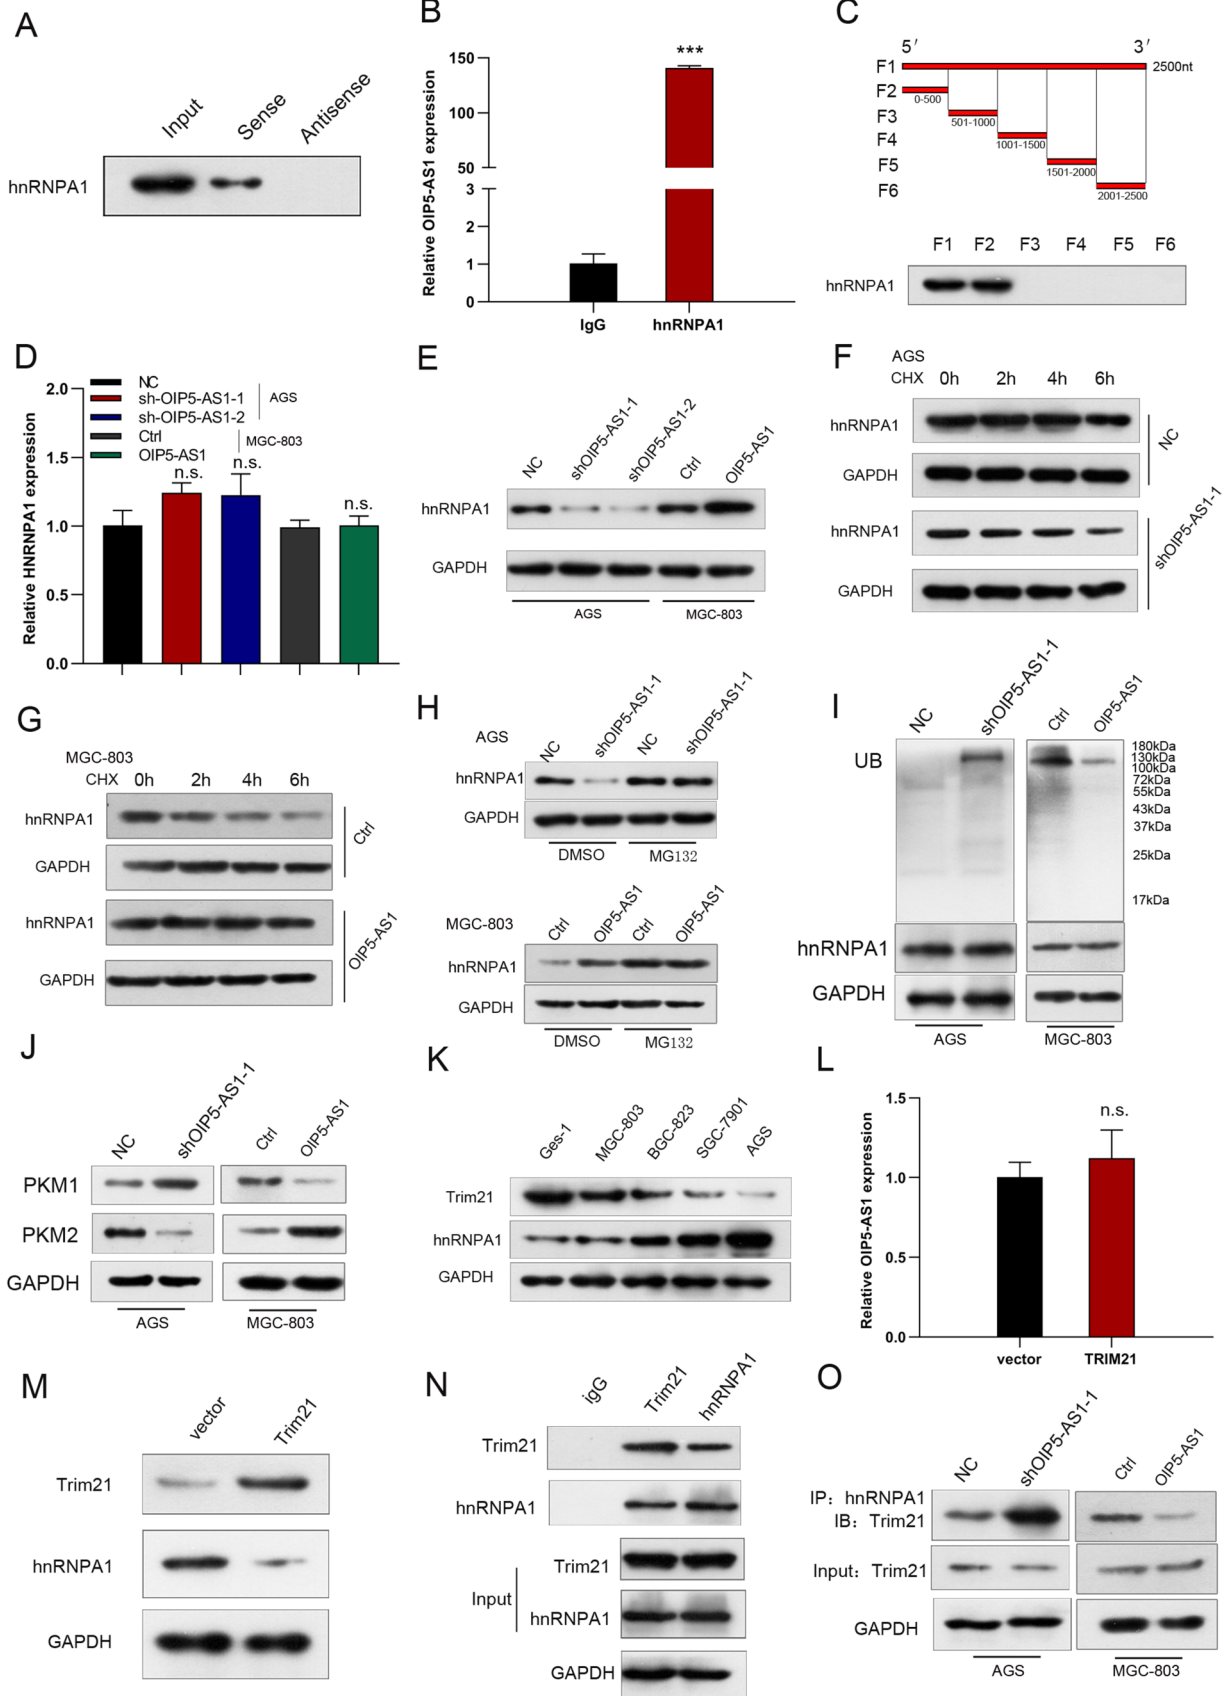 A
Input
Sense
Antisense
hnRNPA1
B
Relative OIP5-AS1 expression
150
100
50
3
2
1
0
***
IgG
hnRNPA1
C
5′
3′
F1
2500nt
F2
0-500
F3
501-1000
F4
1001-1500
F5
1501-2000
F6
2001-2500
F1 F2 F3 F4 F5 F6
hnRNPA1
D
Relative HNRNPA1 expression
2.0
1.5
1.0
0.5
0.0
NC
sh-OIP5-AS1-1
sh-OIP5-AS1-2
AGS
Ctrl
OIP5-AS1
MGC-803
n.s.
n.s.
n.s.
E
NC
shOIP5-AS1-1
shOIP5-AS1-2
Ctrl
OIP5-AS1
hnRNPA1
GAPDH
AGS
MGC-803
F
AGS
CHX 0h 2h 4h 6h
hnRNPA1
GAPDH
NC
hnRNPA1
GAPDH
shOIP5-AS1-1
G
MGC-803
CHX 0h 2h 4h 6h
hnRNPA1
GAPDH
Ctrl
hnRNPA1
GAPDH
OIP5-AS1
H
AGS
NC
shOIP5-AS1-1
NC
shOIP5-AS1-1
hnRNPA1
GAPDH
DMSO
MG132
MGC-803
Ctrl
OIP5-AS1
Ctrl
OIP5-AS1
hnRNPA1
GAPDH
DMSO
MG132
I
NC
shOIP5-AS1-1
Ctrl
OIP5-AS1
UB
180kDa
130kDa
100kDa
72kDa
55kDa
43kDa
37kDa
25kDa
17kDa
hnRNPA1
GAPDH
AGS
MGC-803
J
NC
shOIP5-AS1-1
Ctrl
OIP5-AS1
PKM1
PKM2
GAPDH
AGS
MGC-803
K
Ges-1
MGC-803
BGC-823
SGC-7901
AGS
Trim21
hnRNPA1
GAPDH
L
Relative OIP5-AS1 expression
1.5
1.0
0.5
0.0
n.s.
vector
TRIM21
M
vector
Trim21
Trim21
hnRNPA1
GAPDH
N
igG
Trim21
hnRNPA1
Trim21
hnRNPA1
Input
Trim21
hnRNPA1
GAPDH
O
NC
shOIP5-AS1-1
Ctrl
OIP5-AS1
IP: hnRNPA1
IB: Trim21
Input: Trim21
GAPDH
AGS
MGC-803